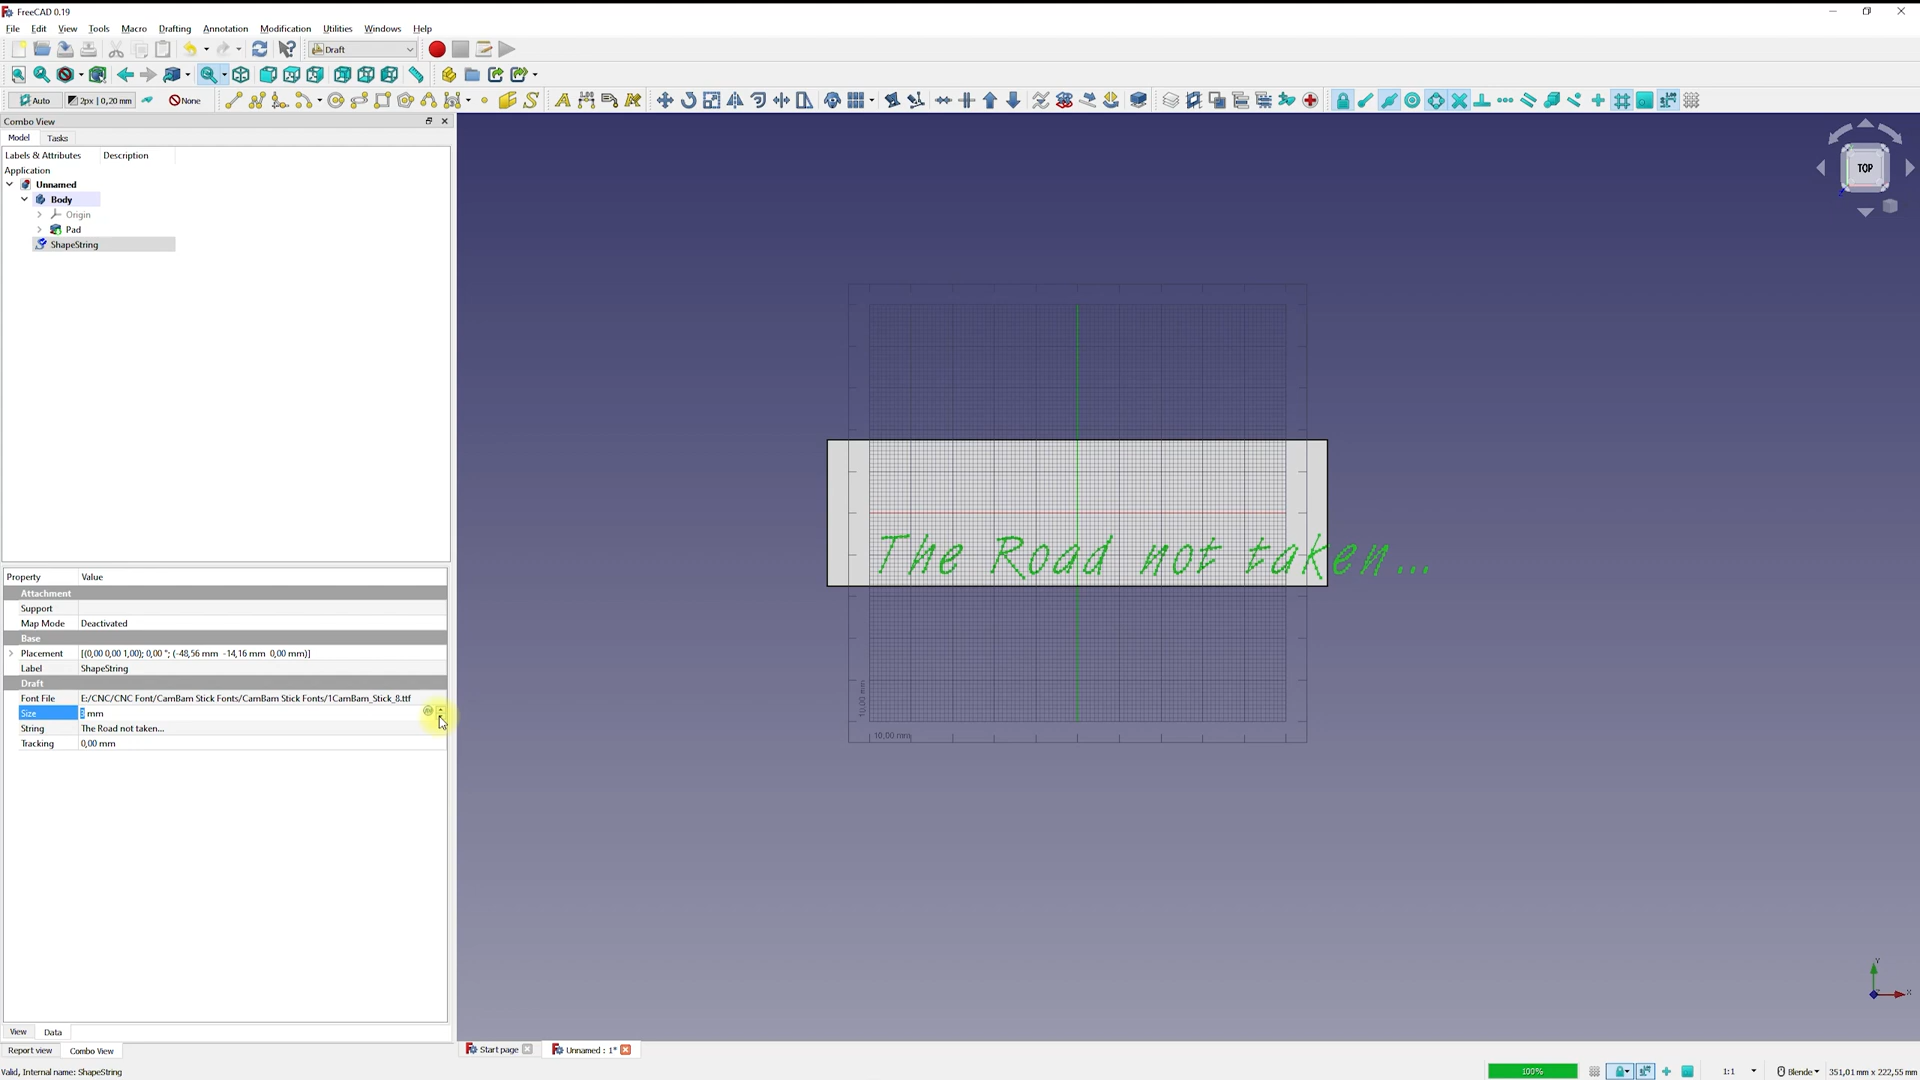 FreeCAD 0.19
File Edit View Tools Macro Drafting Annotation Modification Utilities Windows Help
Draft
Auto 2px | 0,20 mm None
Combo View
Model Tasks
Labels & Attributes Description
Application
Unnamed
Body
Origin
Pad
ShapeString
TOP
The Road not taken...
10,00 mm
10,00 mm
Property Value
Attachment
Support
Map Mode Deactivated
Base
Placement [(0,00 0,00 1,00); 0,00 °; (-48,56 mm -14,16 mm 0,00 mm)]
Label ShapeString
Draft
Font File E:/CNC/CNC Font/CamBam Stick Fonts/CamBam Stick Fonts/1CamBam_Stick_8.ttf
Size 3 mm
String The Road not taken...
Tracking 0,00 mm
Y
X
View Data
Report view Combo View
Start page Unnamed : 1*
Valid, Internal name: ShapeString
100% 1:1 Blende 351,01 mm x 222,55 mm